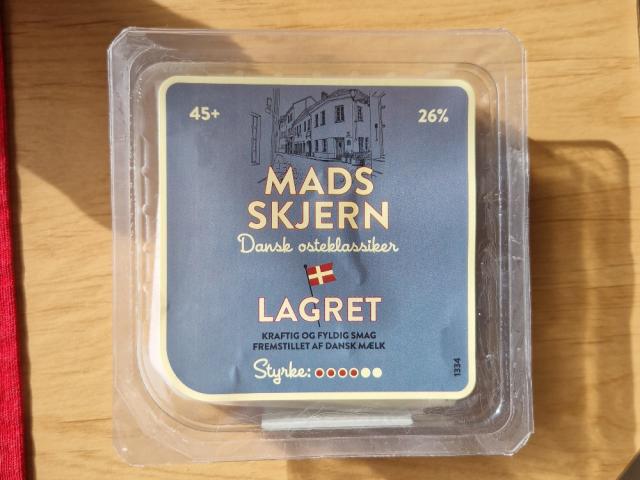 45+ 26%
MADS
SKJERN
Dansk osteklassiker
LAGRET
KRAFTIG OG FYLDIG SMAG
FREMSTILLET AF DANSK MÆLK
Styrke:
1334